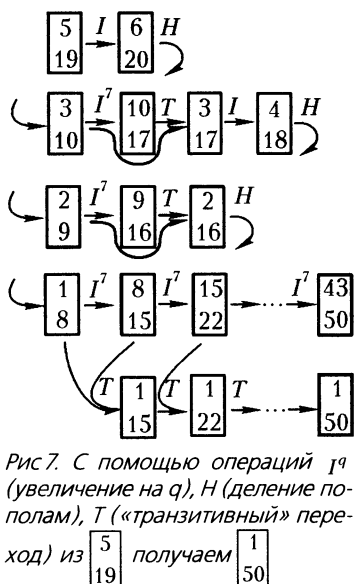 5 I 6 H
19 20
3 I⁷ 10 T 3 I 4 H
10 17 17 18
2 I⁷ 9 T 2 H
9 16 16
1 I⁷ 8 I⁷ 15 ... I⁷ 43
8 15 22 50
T 1 T 1 T ... 1
15 22 50
Рис 7. С помощью операций I^q
(увеличение на q), H (деление по-
полам), T («транзитивный» пере-
ход) из 5 получаем 1
19 50